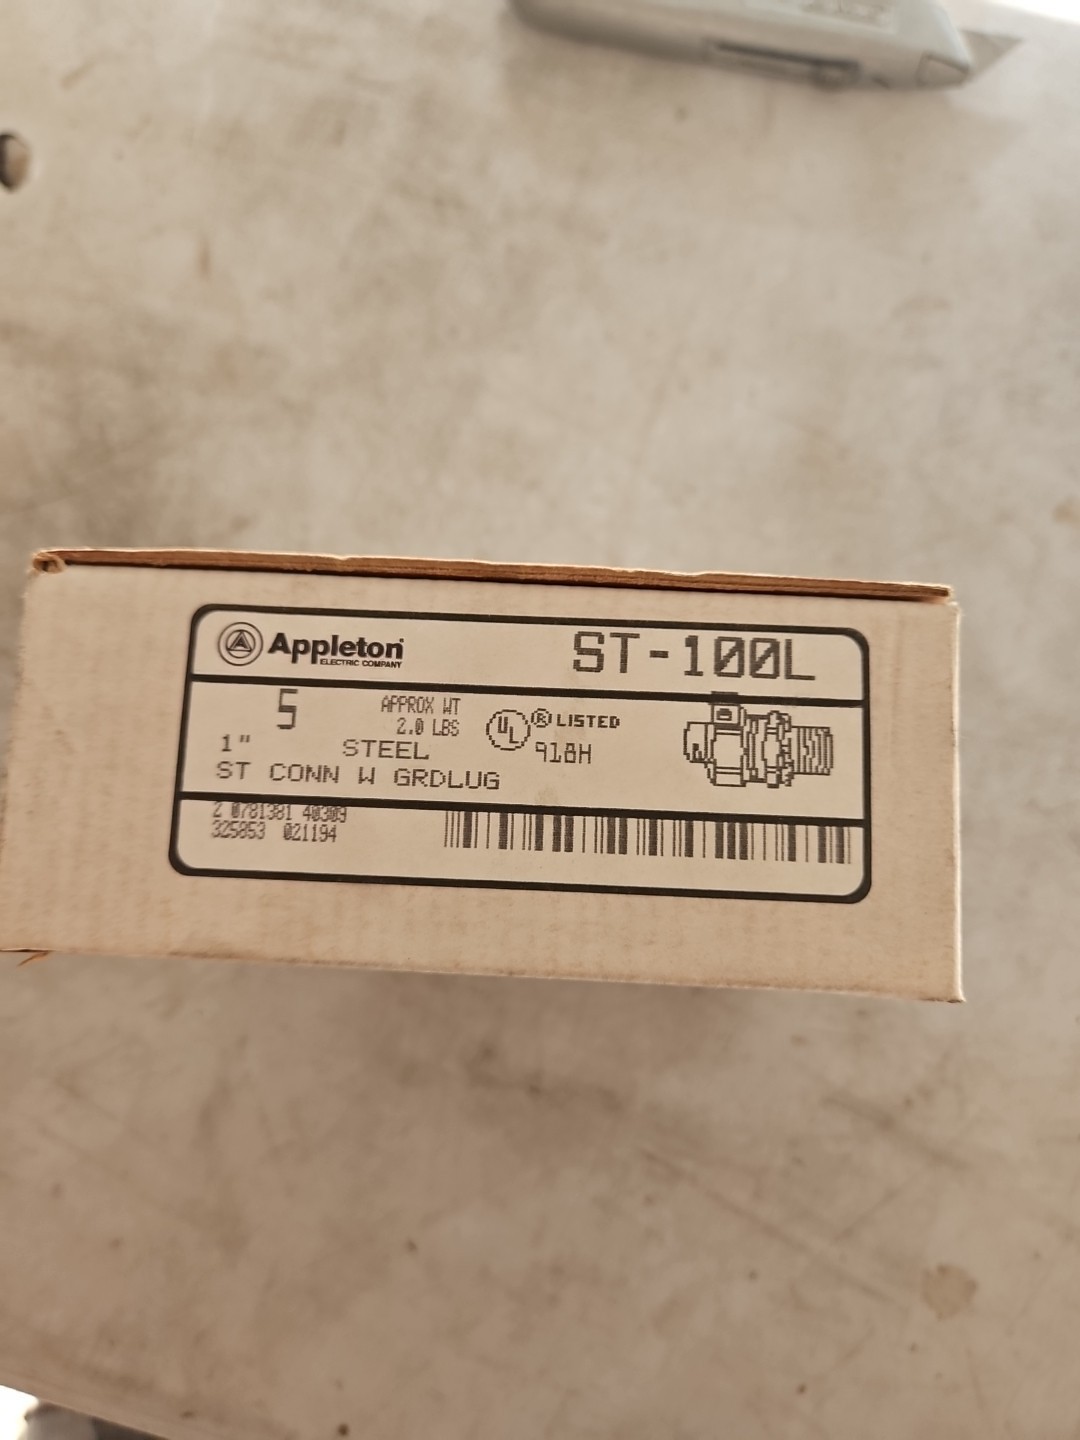 Appleton
ELECTRIC COMPANY
ST-100L
5
APPROX WT
2.0 LBS
UL ® LISTED
918H
1" STEEL
ST CONN W GRDLUG
2 0781381 40309
325853 021194